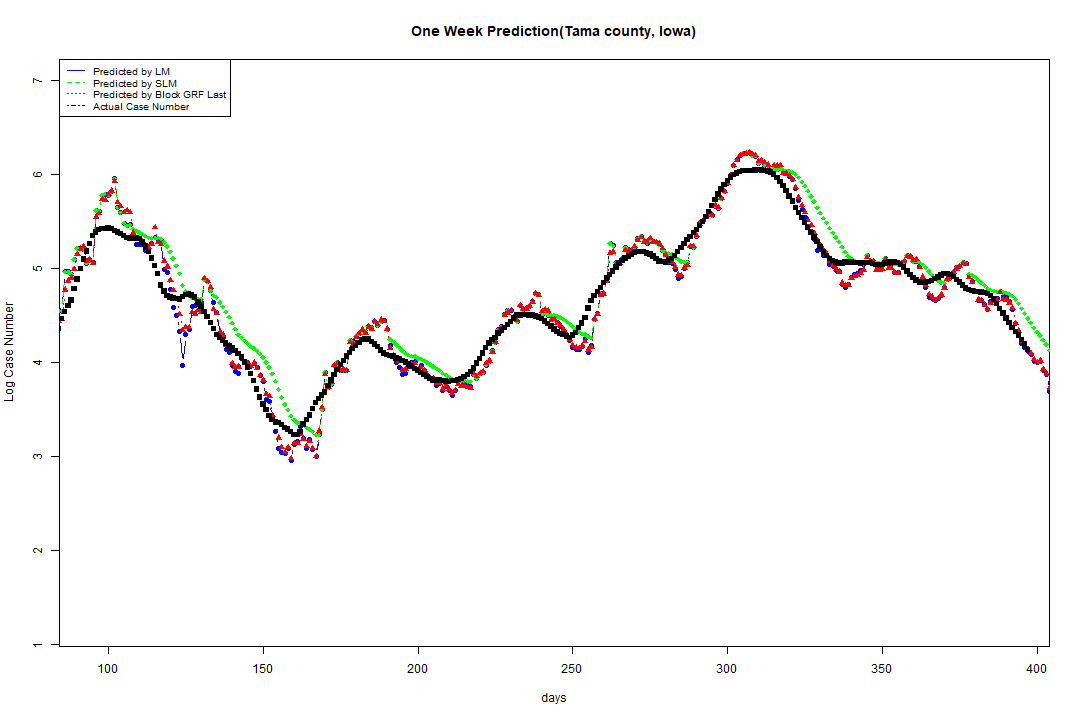 One Week Prediction(Tama county, Iowa)
Predicted by LM
Predicted by SLM
Predicted by Block GRF Last
Actual Case Number
7
6
5
4
3
2
1
Log Case Number
100 150 200 250 300 350 400
days